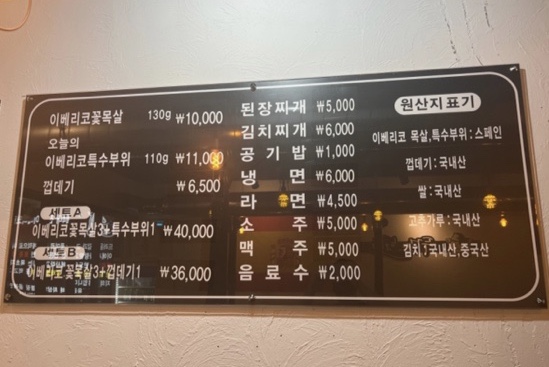 이베리코꽃목살 130g ₩10,000
오늘의
이베리코특수부위 110g ₩11,000
껍데기 ₩6,500
세트A
이베리코꽃목살3+특수부위1 ₩40,000
세트B
이베리코꽃목살3+껍데기1 ₩36,000
된장찌개 ₩5,000
김치찌개 ₩6,000
공기밥 ₩1,000
냉면 ₩6,000
라면 ₩4,500
소주 ₩5,000
맥주 ₩5,000
음료수 ₩2,000
원산지표기
이베리코 목살,특수부위 : 스페인
껍데기 : 국내산
쌀 : 국내산
고추가루 : 국내산
김치 : 국내산,중국산